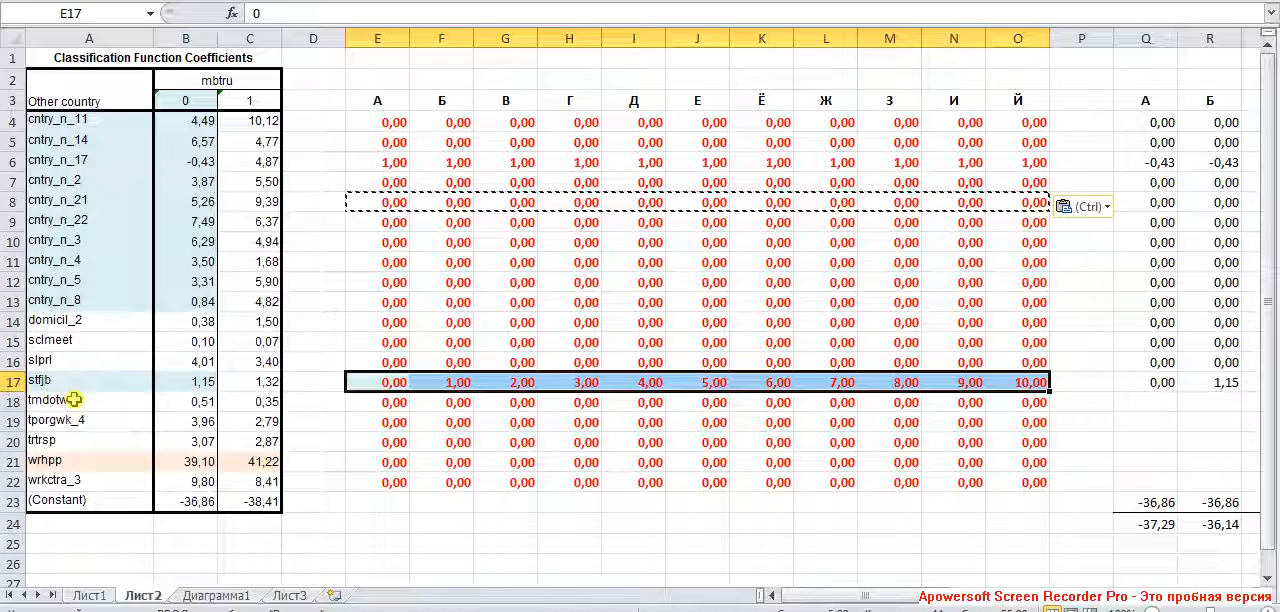 E17 fx 0
A B C D E F G H I J K L M N O P Q R
1 Classification Function Coefficients
2 mbtru
3 Other country 0 1 А Б В Г Д Е Ё Ж З И Й А Б
4 cntry_n_11 4,49 10,12 0,00 0,00 0,00 0,00 0,00 0,00 0,00 0,00 0,00 0,00 0,00 0,00 0,00
5 cntry_n_14 6,57 4,77 0,00 0,00 0,00 0,00 0,00 0,00 0,00 0,00 0,00 0,00 0,00 0,00 0,00
6 cntry_n_17 -0,43 4,87 1,00 1,00 1,00 1,00 1,00 1,00 1,00 1,00 1,00 1,00 1,00 -0,43 -0,43
7 cntry_n_2 3,87 5,50 0,00 0,00 0,00 0,00 0,00 0,00 0,00 0,00 0,00 0,00 0,00 0,00 0,00
8 cntry_n_21 5,26 9,39 0,00 0,00 0,00 0,00 0,00 0,00 0,00 0,00 0,00 0,00 0,00 (Ctrl) 0,00 0,00
9 cntry_n_22 7,49 6,37 0,00 0,00 0,00 0,00 0,00 0,00 0,00 0,00 0,00 0,00 0,00 0,00 0,00
10 cntry_n_3 6,29 4,94 0,00 0,00 0,00 0,00 0,00 0,00 0,00 0,00 0,00 0,00 0,00 0,00 0,00
11 cntry_n_4 3,50 1,68 0,00 0,00 0,00 0,00 0,00 0,00 0,00 0,00 0,00 0,00 0,00 0,00 0,00
12 cntry_n_5 3,31 5,90 0,00 0,00 0,00 0,00 0,00 0,00 0,00 0,00 0,00 0,00 0,00 0,00 0,00
13 cntry_n_8 0,84 4,82 0,00 0,00 0,00 0,00 0,00 0,00 0,00 0,00 0,00 0,00 0,00 0,00 0,00
14 domicil_2 0,38 1,50 0,00 0,00 0,00 0,00 0,00 0,00 0,00 0,00 0,00 0,00 0,00 0,00 0,00
15 sclmeet 0,10 0,07 0,00 0,00 0,00 0,00 0,00 0,00 0,00 0,00 0,00 0,00 0,00 0,00 0,00
16 slprl 4,01 3,40 0,00 0,00 0,00 0,00 0,00 0,00 0,00 0,00 0,00 0,00 0,00 0,00 0,00
17 stfjb 1,15 1,32 0,00 1,00 2,00 3,00 4,00 5,00 6,00 7,00 8,00 9,00 10,00 0,00 1,15
18 0,51 0,35 0,00 0,00 0,00 0,00 0,00 0,00 0,00 0,00 0,00 0,00 0,00
19 tporgwk_4 3,96 2,79 0,00 0,00 0,00 0,00 0,00 0,00 0,00 0,00 0,00 0,00 0,00
20 trtrsp 3,07 2,87 0,00 0,00 0,00 0,00 0,00 0,00 0,00 0,00 0,00 0,00 0,00
21 wrhpp 39,10 41,22 0,00 0,00 0,00 0,00 0,00 0,00 0,00 0,00 0,00 0,00 0,00
22 wrkctra_3 9,80 8,41 0,00 0,00 0,00 0,00 0,00 0,00 0,00 0,00 0,00 0,00 0,00
23 (Constant) -36,86 -38,41 -36,86 -36,86
24 -37,29 -36,14
25
26
27
Лист1 Лист2 Диаграмма1 Лист3
Apowersoft Screen Recorder Pro - Это пробная версия